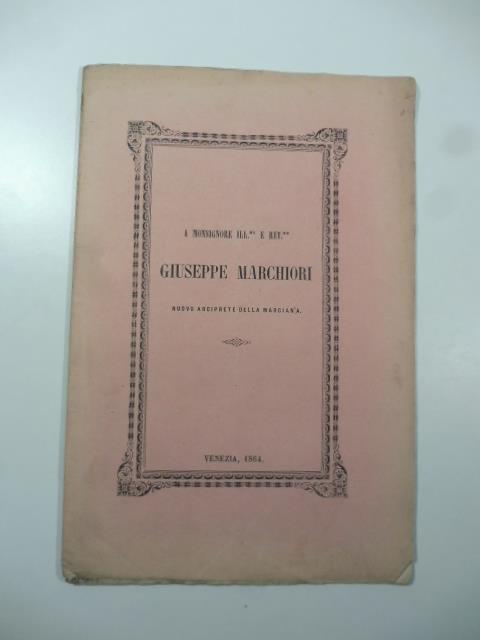 A MONSIGNORE ILL.mo E REV.mo
GIUSEPPE MARCHIORI
NUOVO ARCIPRETE DELLA MARCIANA.
VENEZIA, 1864.